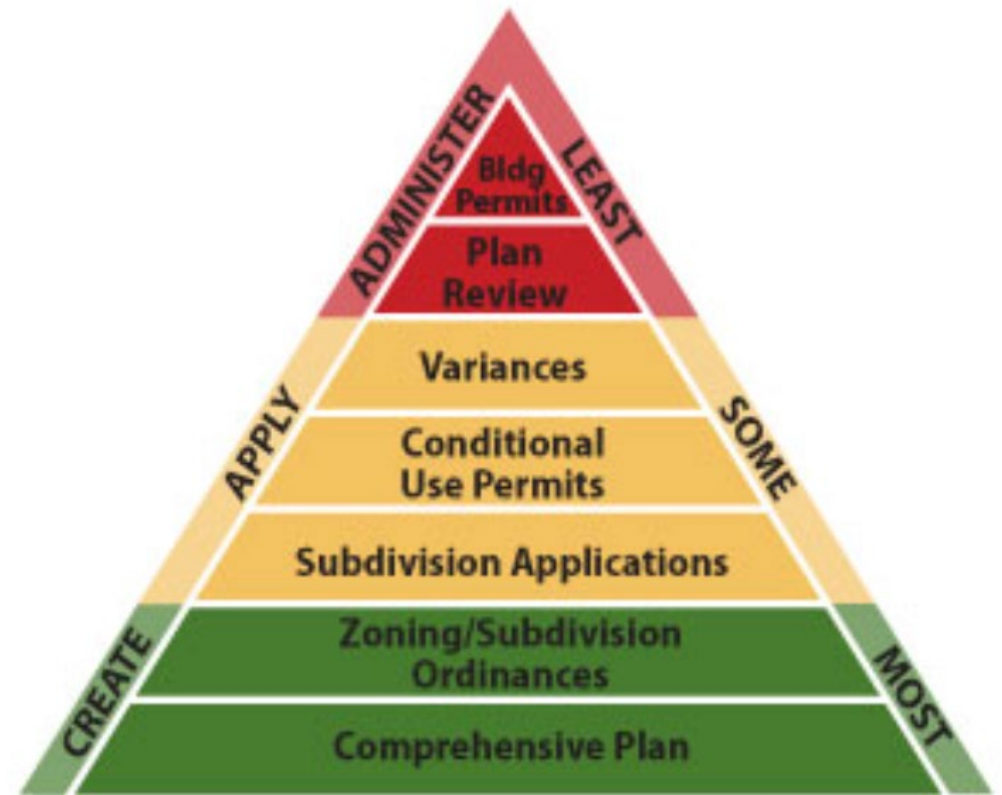 ADMINISTER
LEAST
Bldg
Permits
Plan
Review
Variances
APPLY
SOME
Conditional
Use Permits
Subdivision Applications
Zoning/Subdivision
Ordinances
CREATE
MOST
Comprehensive Plan